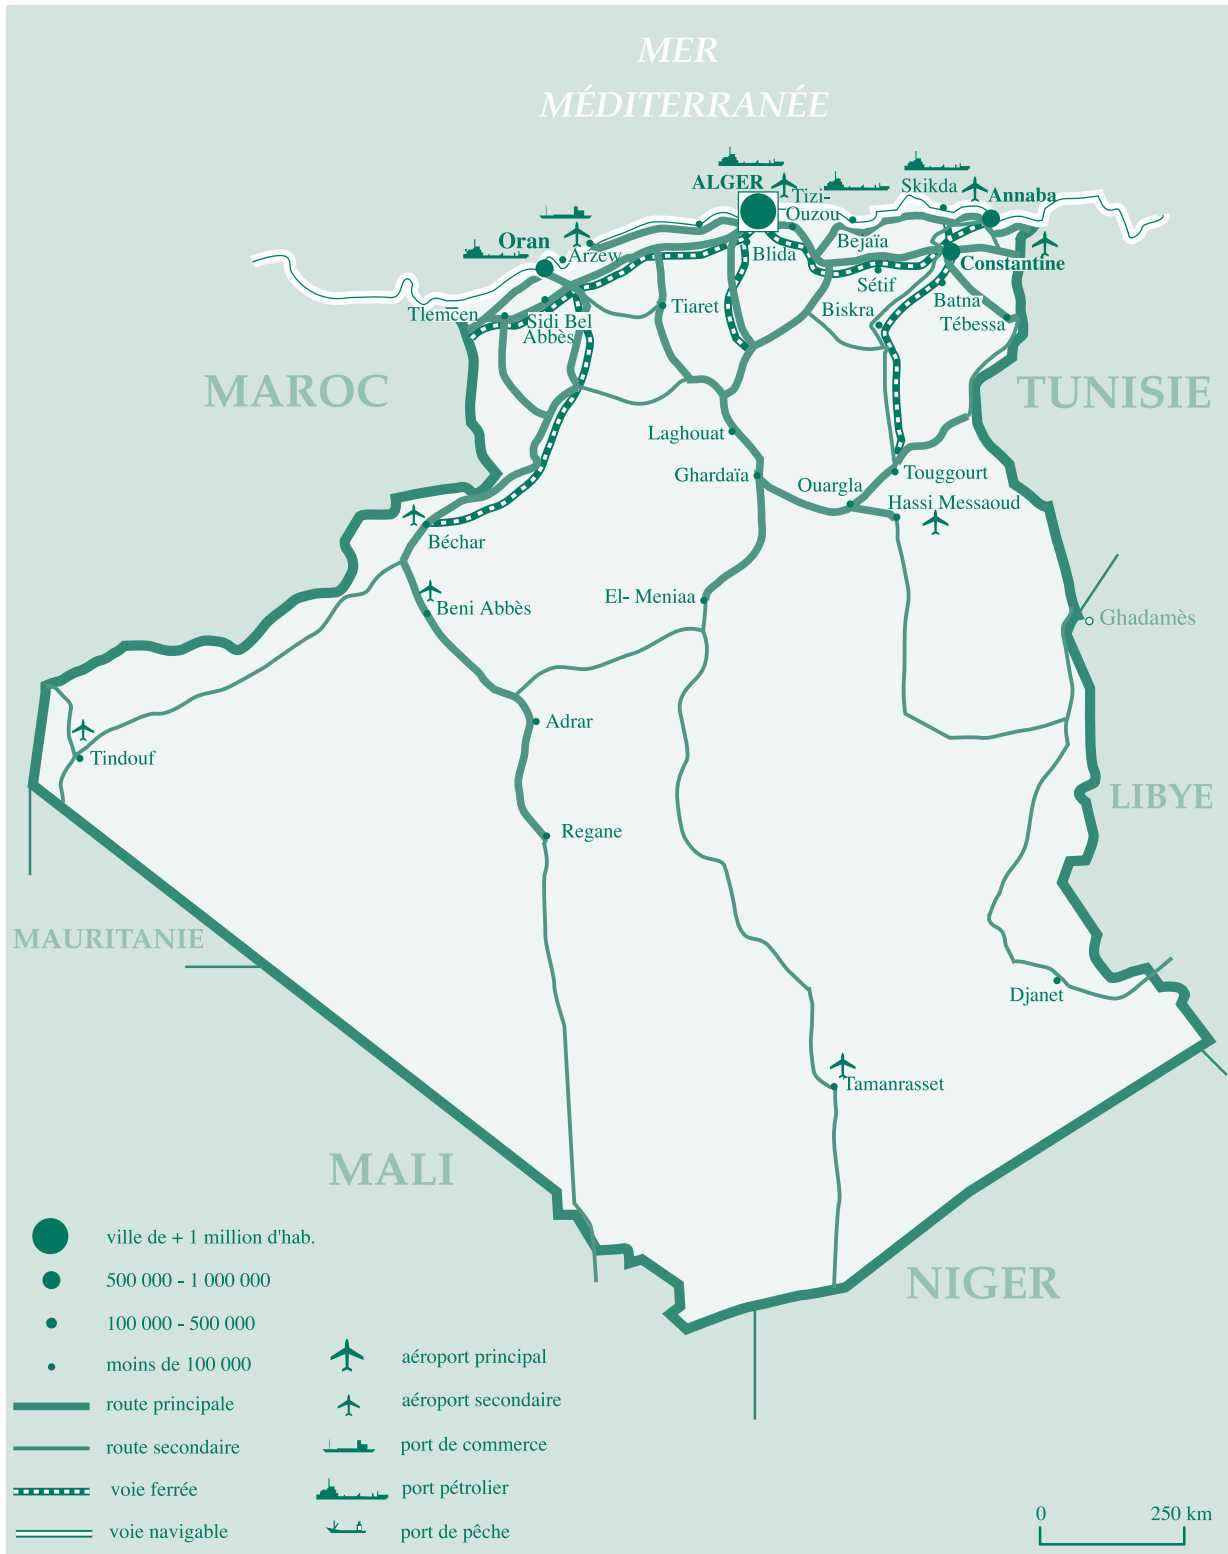 MER
MÉDITERRANÉE
ALGER
Tizi-
Ouzou
Skikda
Annaba
Oran
Arzew
Blida
Bejaïa
Constantine
Sétif
Batna
Tlemcen
Sidi Bel
Abbès
Tiaret
Biskra
Tébessa
MAROC
TUNISIE
Laghouat
Ghardaïa
Ouargla
Touggourt
Hassi Messaoud
Béchar
Beni Abbès
El- Meniaa
Ghadamès
Adrar
Tindouf
LIBYE
Regane
MAURITANIE
Djanet
Tamanrasset
MALI
NIGER
ville de + 1 million d'hab.
500 000 - 1 000 000
100 000 - 500 000
moins de 100 000
route principale
route secondaire
voie ferrée
voie navigable
aéroport principal
aéroport secondaire
port de commerce
port pétrolier
port de pêche
0 250 km